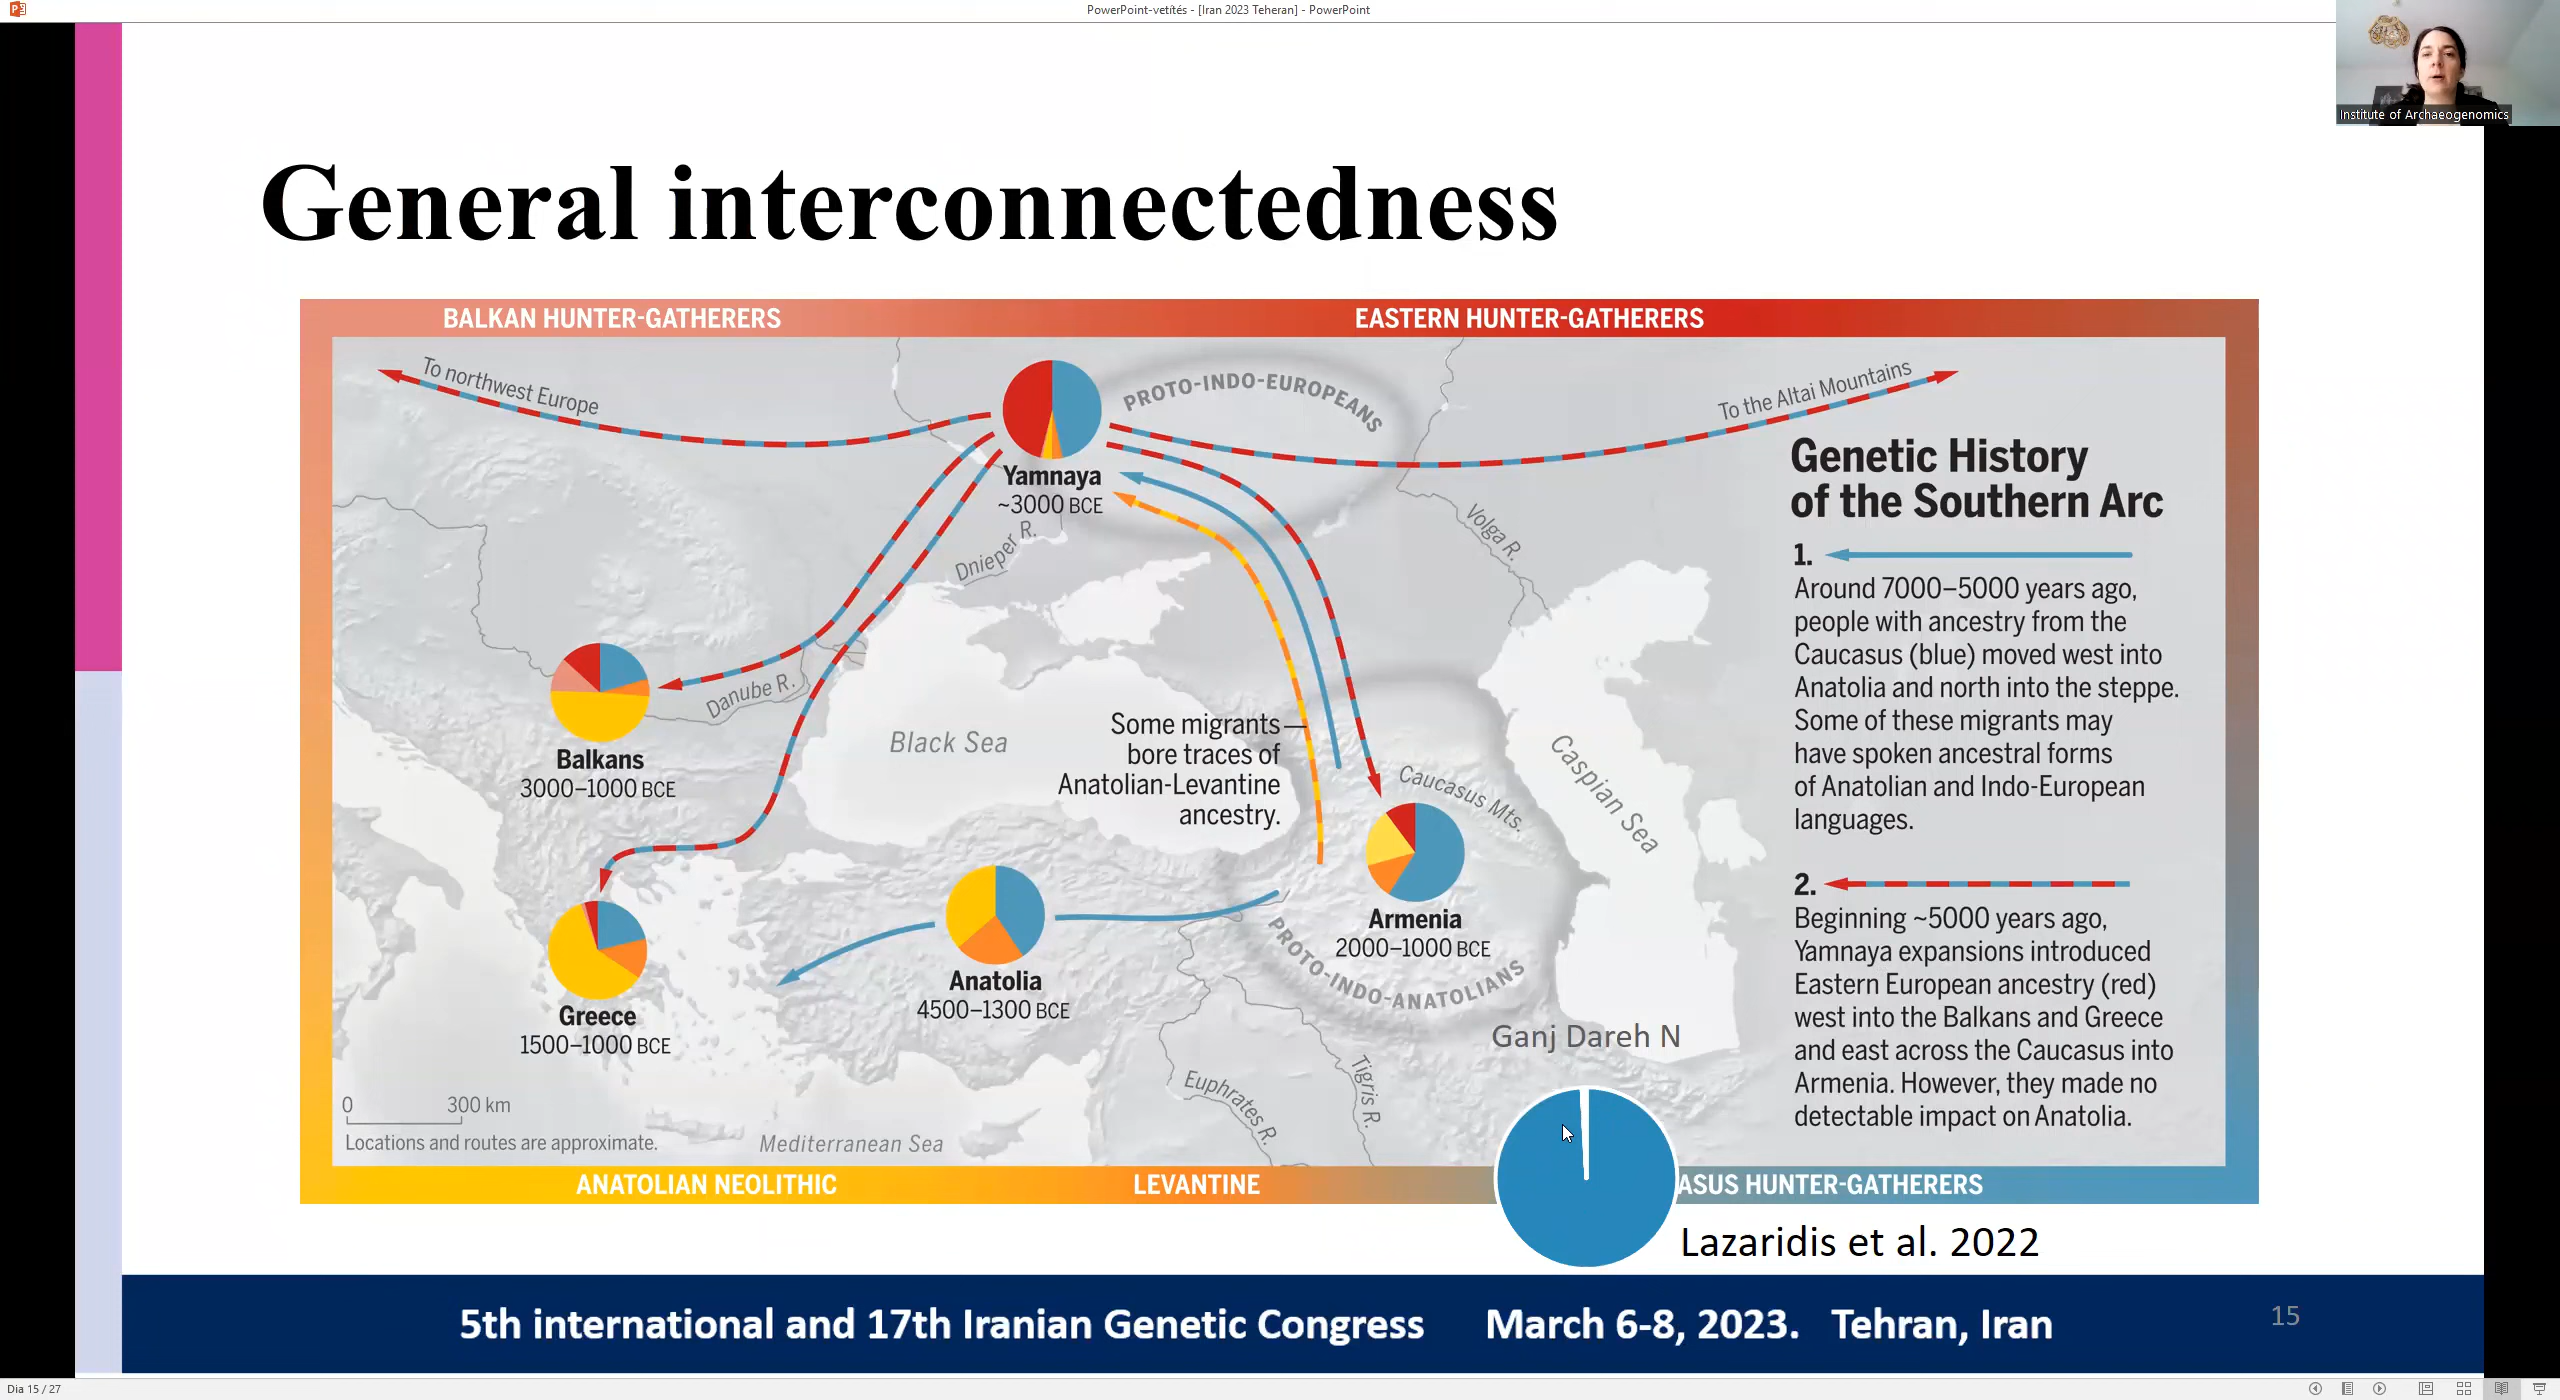 PowerPoint-vetítés - [Iran 2023 Teheran] - PowerPoint
Institute of Archaeogenomics
General interconnectedness
BALKAN HUNTER-GATHERERS
EASTERN HUNTER-GATHERERS
To northwest Europe
PROTO-INDO-EUROPEANS
To the Altai Mountains
Yamnaya
~3000 BCE
Dnieper R.
Volga R.
Genetic History
of the Southern Arc
1.
Around 7000–5000 years ago,
people with ancestry from the
Caucasus (blue) moved west into
Anatolia and north into the steppe.
Some of these migrants may
have spoken ancestral forms
of Anatolian and Indo-European
languages.
2.
Beginning ~5000 years ago,
Yamnaya expansions introduced
Eastern European ancestry (red)
west into the Balkans and Greece
and east across the Caucasus into
Armenia. However, they made no
detectable impact on Anatolia.
Danube R.
Balkans
3000–1000 BCE
Black Sea
Some migrants
bore traces of
Anatolian-Levantine
ancestry.
Caucasus Mts.
Caspian Sea
Armenia
2000–1000 BCE
PROTO-INDO-ANATOLIANS
Anatolia
4500–1300 BCE
Greece
1500–1000 BCE
Ganj Dareh N
Euphrates R.
Tigris R.
0 300 km
Locations and routes are approximate.
Mediterranean Sea
ANATOLIAN NEOLITHIC
LEVANTINE
ASUS HUNTER-GATHERERS
Lazaridis et al. 2022
5th international and 17th Iranian Genetic Congress March 6-8, 2023. Tehran, Iran
15
Dia 15 / 27